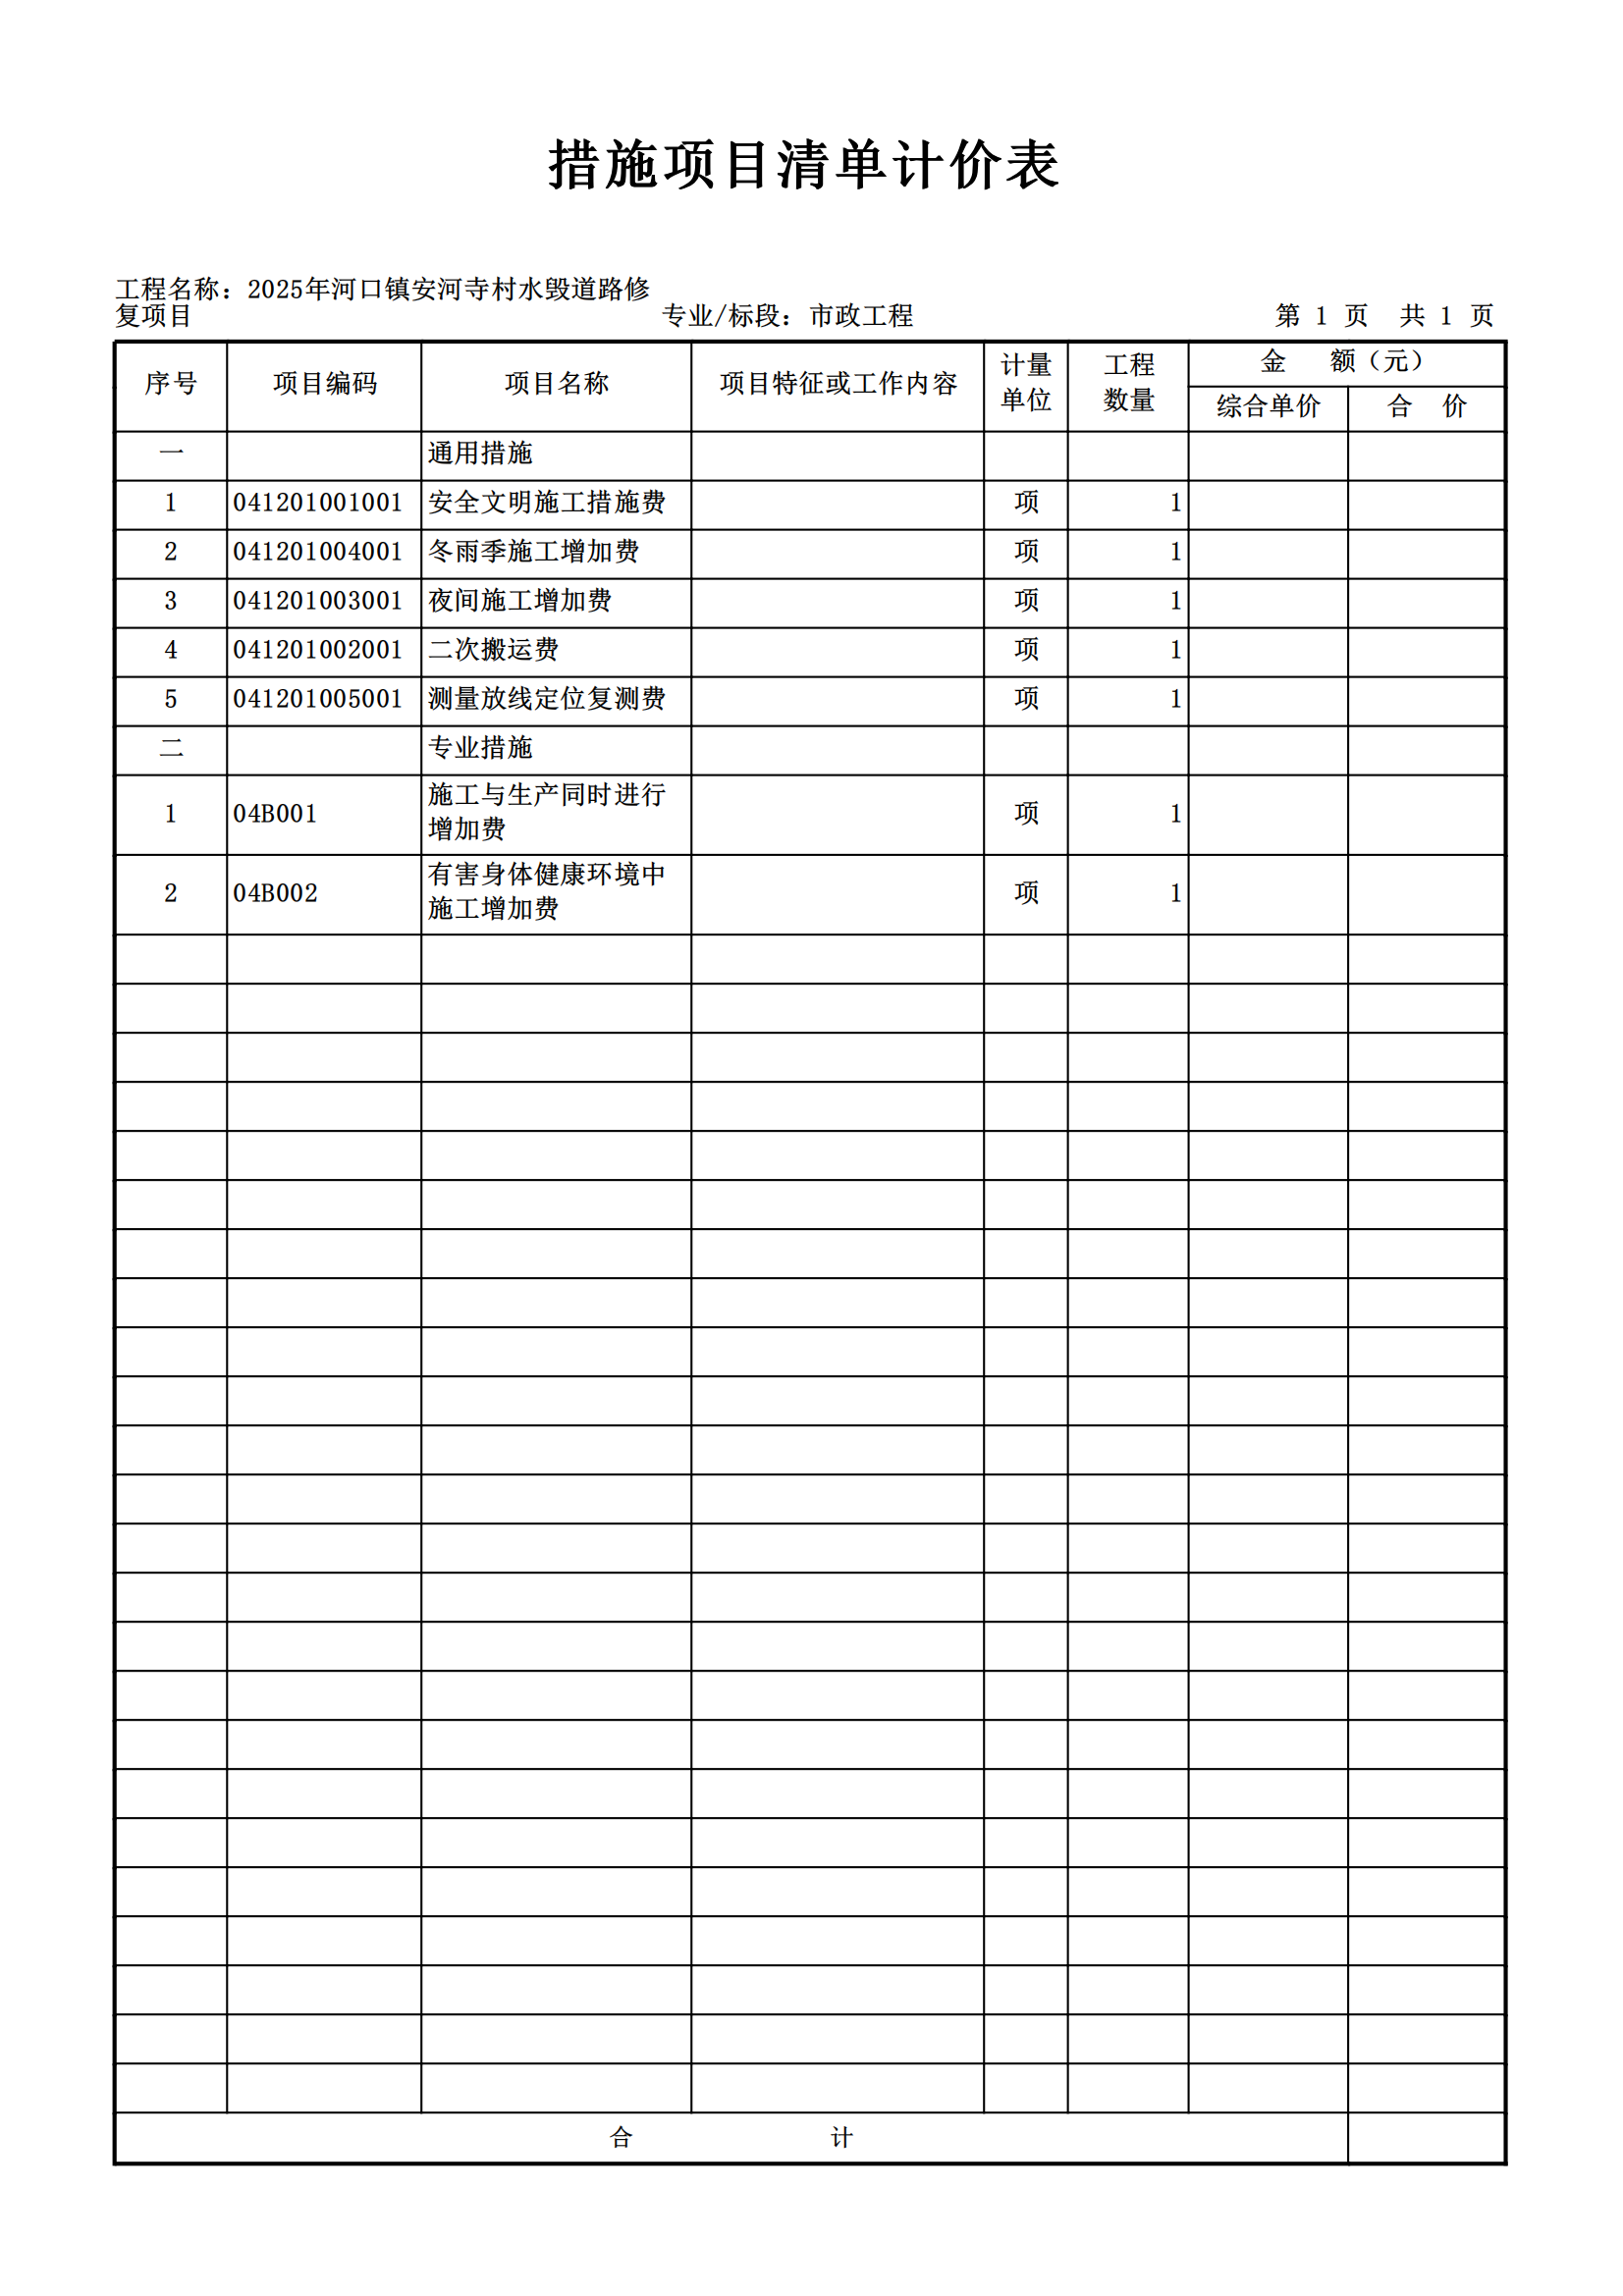 措施项目清单计价表
工程名称：2025年河口镇安河寺村水毁道路修
复项目 专业/标段：市政工程 第 1 页 共 1 页
序号 项目编码 项目名称 项目特征或工作内容 计量 单位 工程 数量 金 额（元）
综合单价 合 价
一 通用措施
1 041201001001 安全文明施工措施费 项 1
2 041201004001 冬雨季施工增加费 项 1
3 041201003001 夜间施工增加费 项 1
4 041201002001 二次搬运费 项 1
5 041201005001 测量放线定位复测费 项 1
二 专业措施
1 04B001 施工与生产同时进行
增加费 项 1
2 04B002 有害身体健康环境中
施工增加费 项 1
合 计